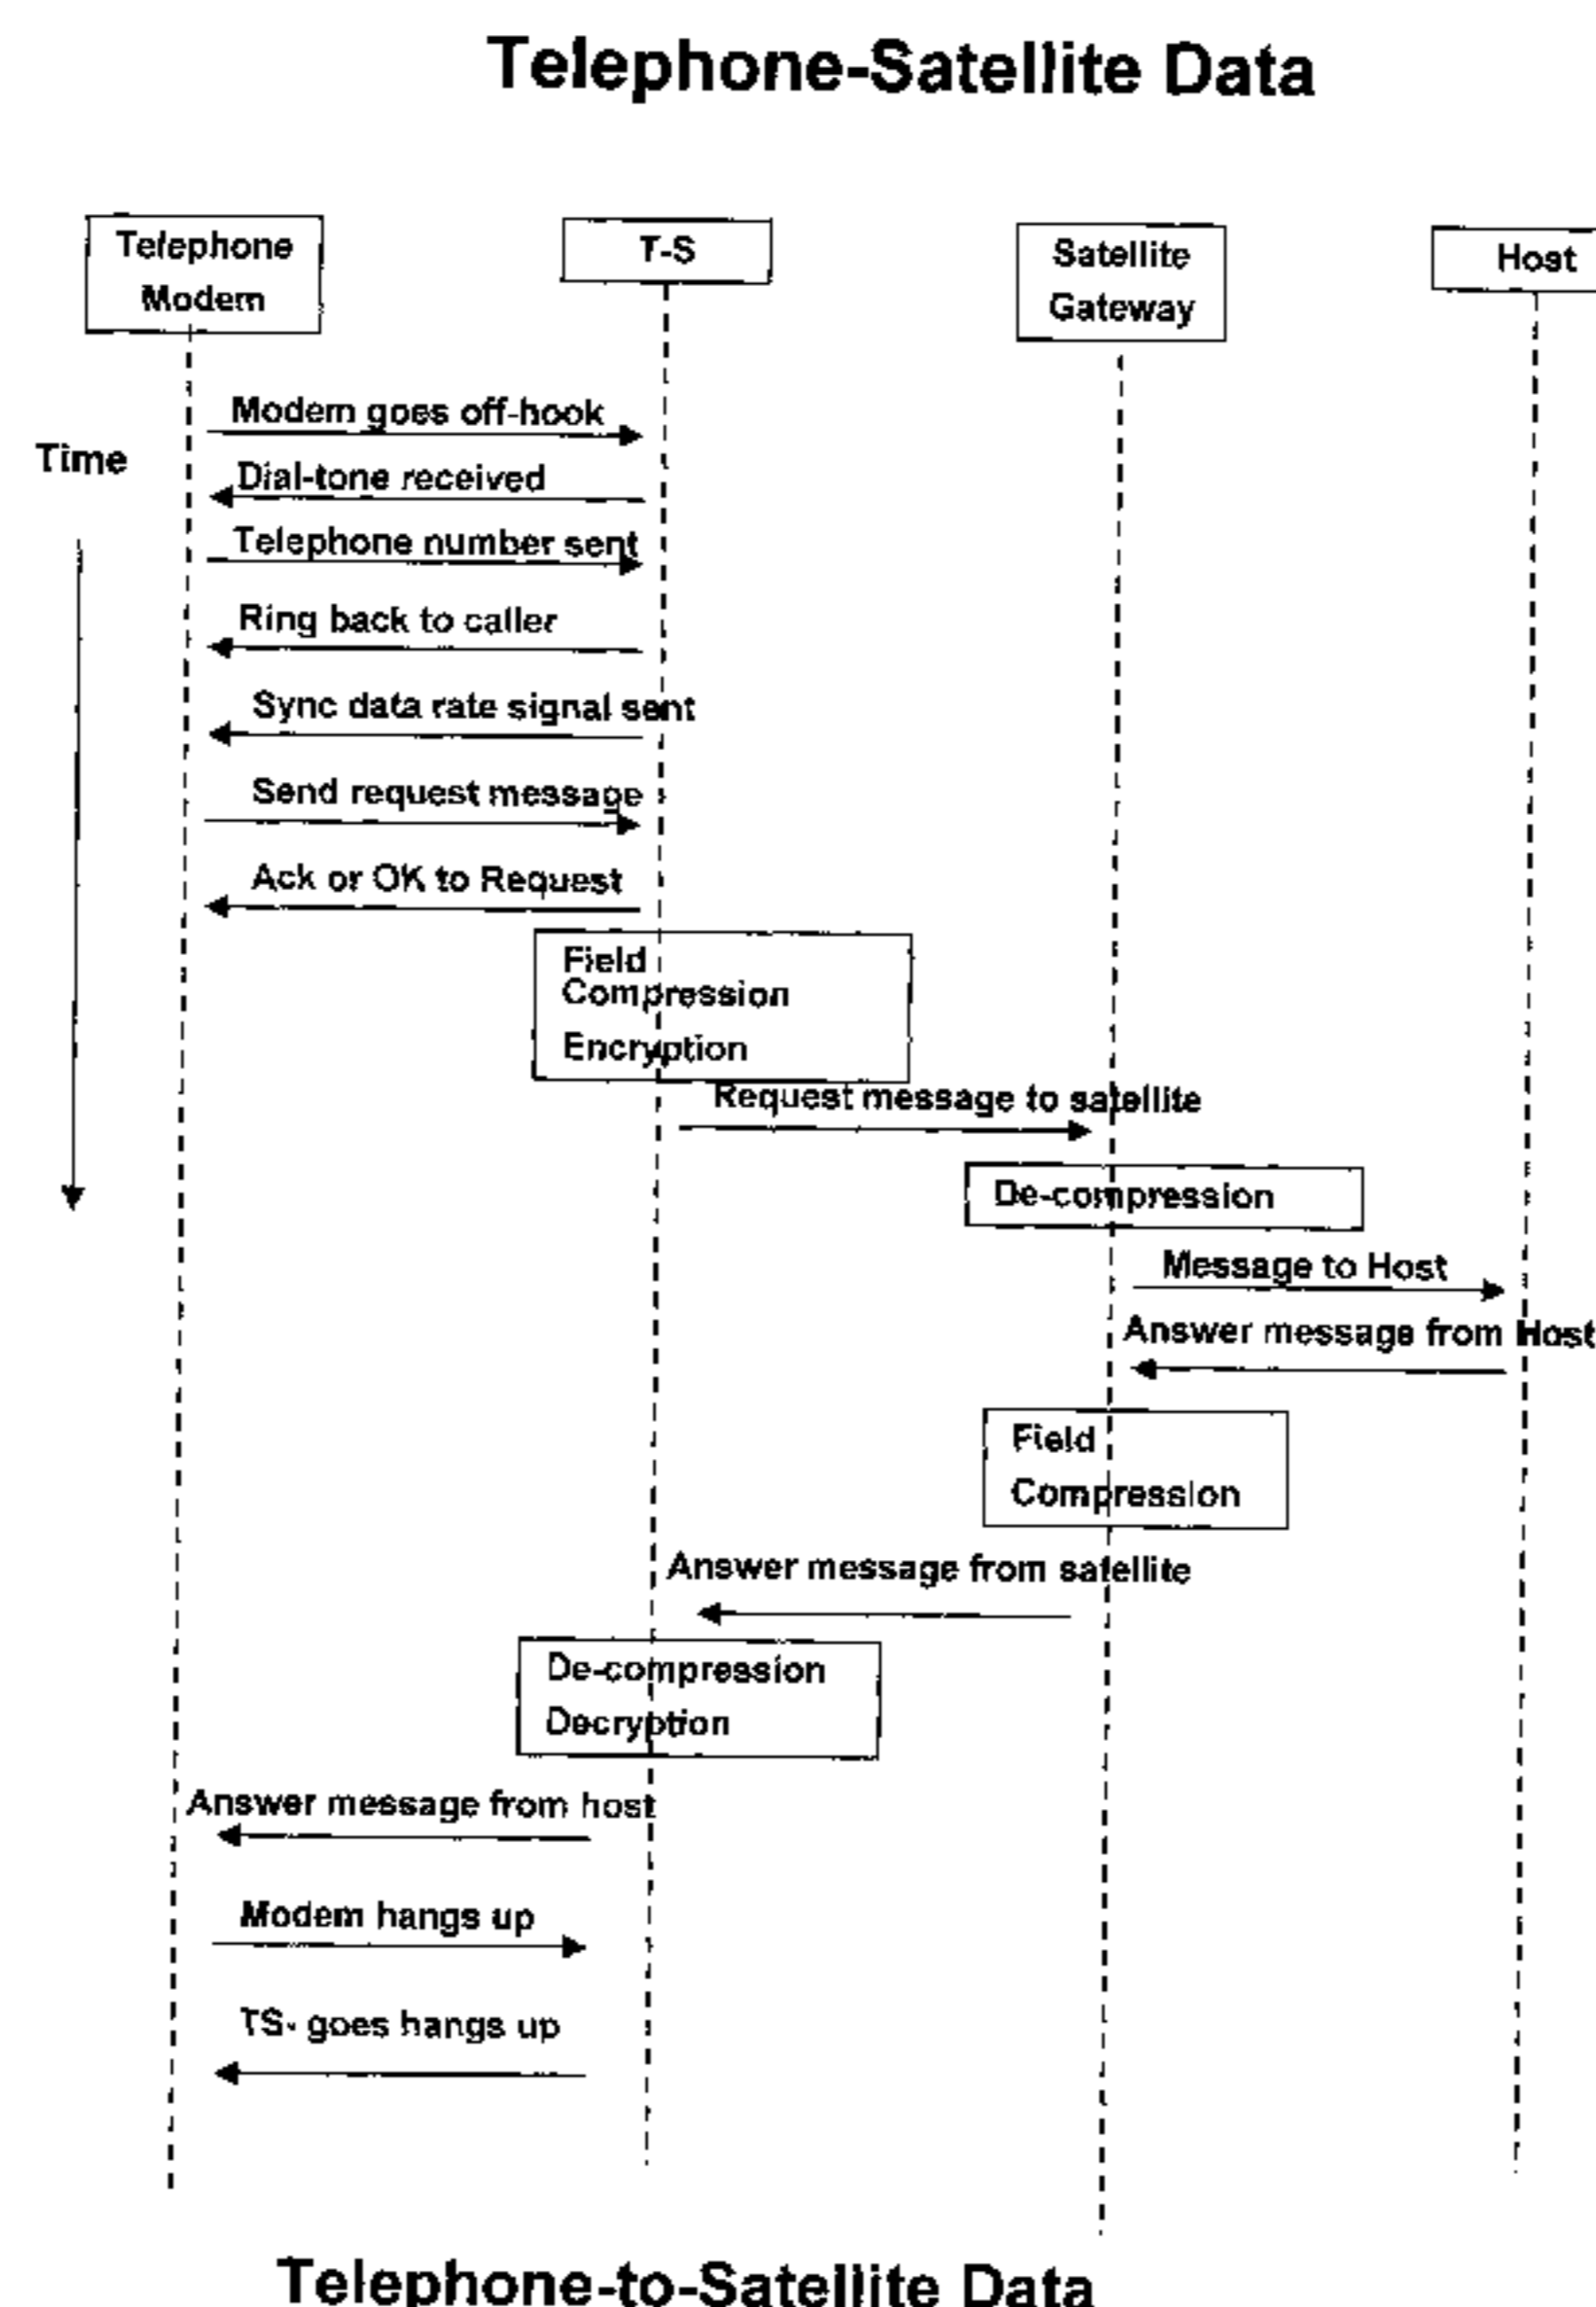 Telephone-Satellite Data
Telephone
Modem
T-S
Satellite
Gateway
Host
Modem goes off-hook
Time
Dial-tone received
Telephone number sent
Ring back to caller
Sync data rate signal sent
Send request message
Ack or OK to Request
Field
Compression
Encryption
Request message to satellite
De-compression
Message to Host
Answer message from Host
Field
Compression
Answer message from satellite
De-compression
Decryption
Answer message from host
Modem hangs up
TS- goes hangs up
Telephone-to-Satellite Data